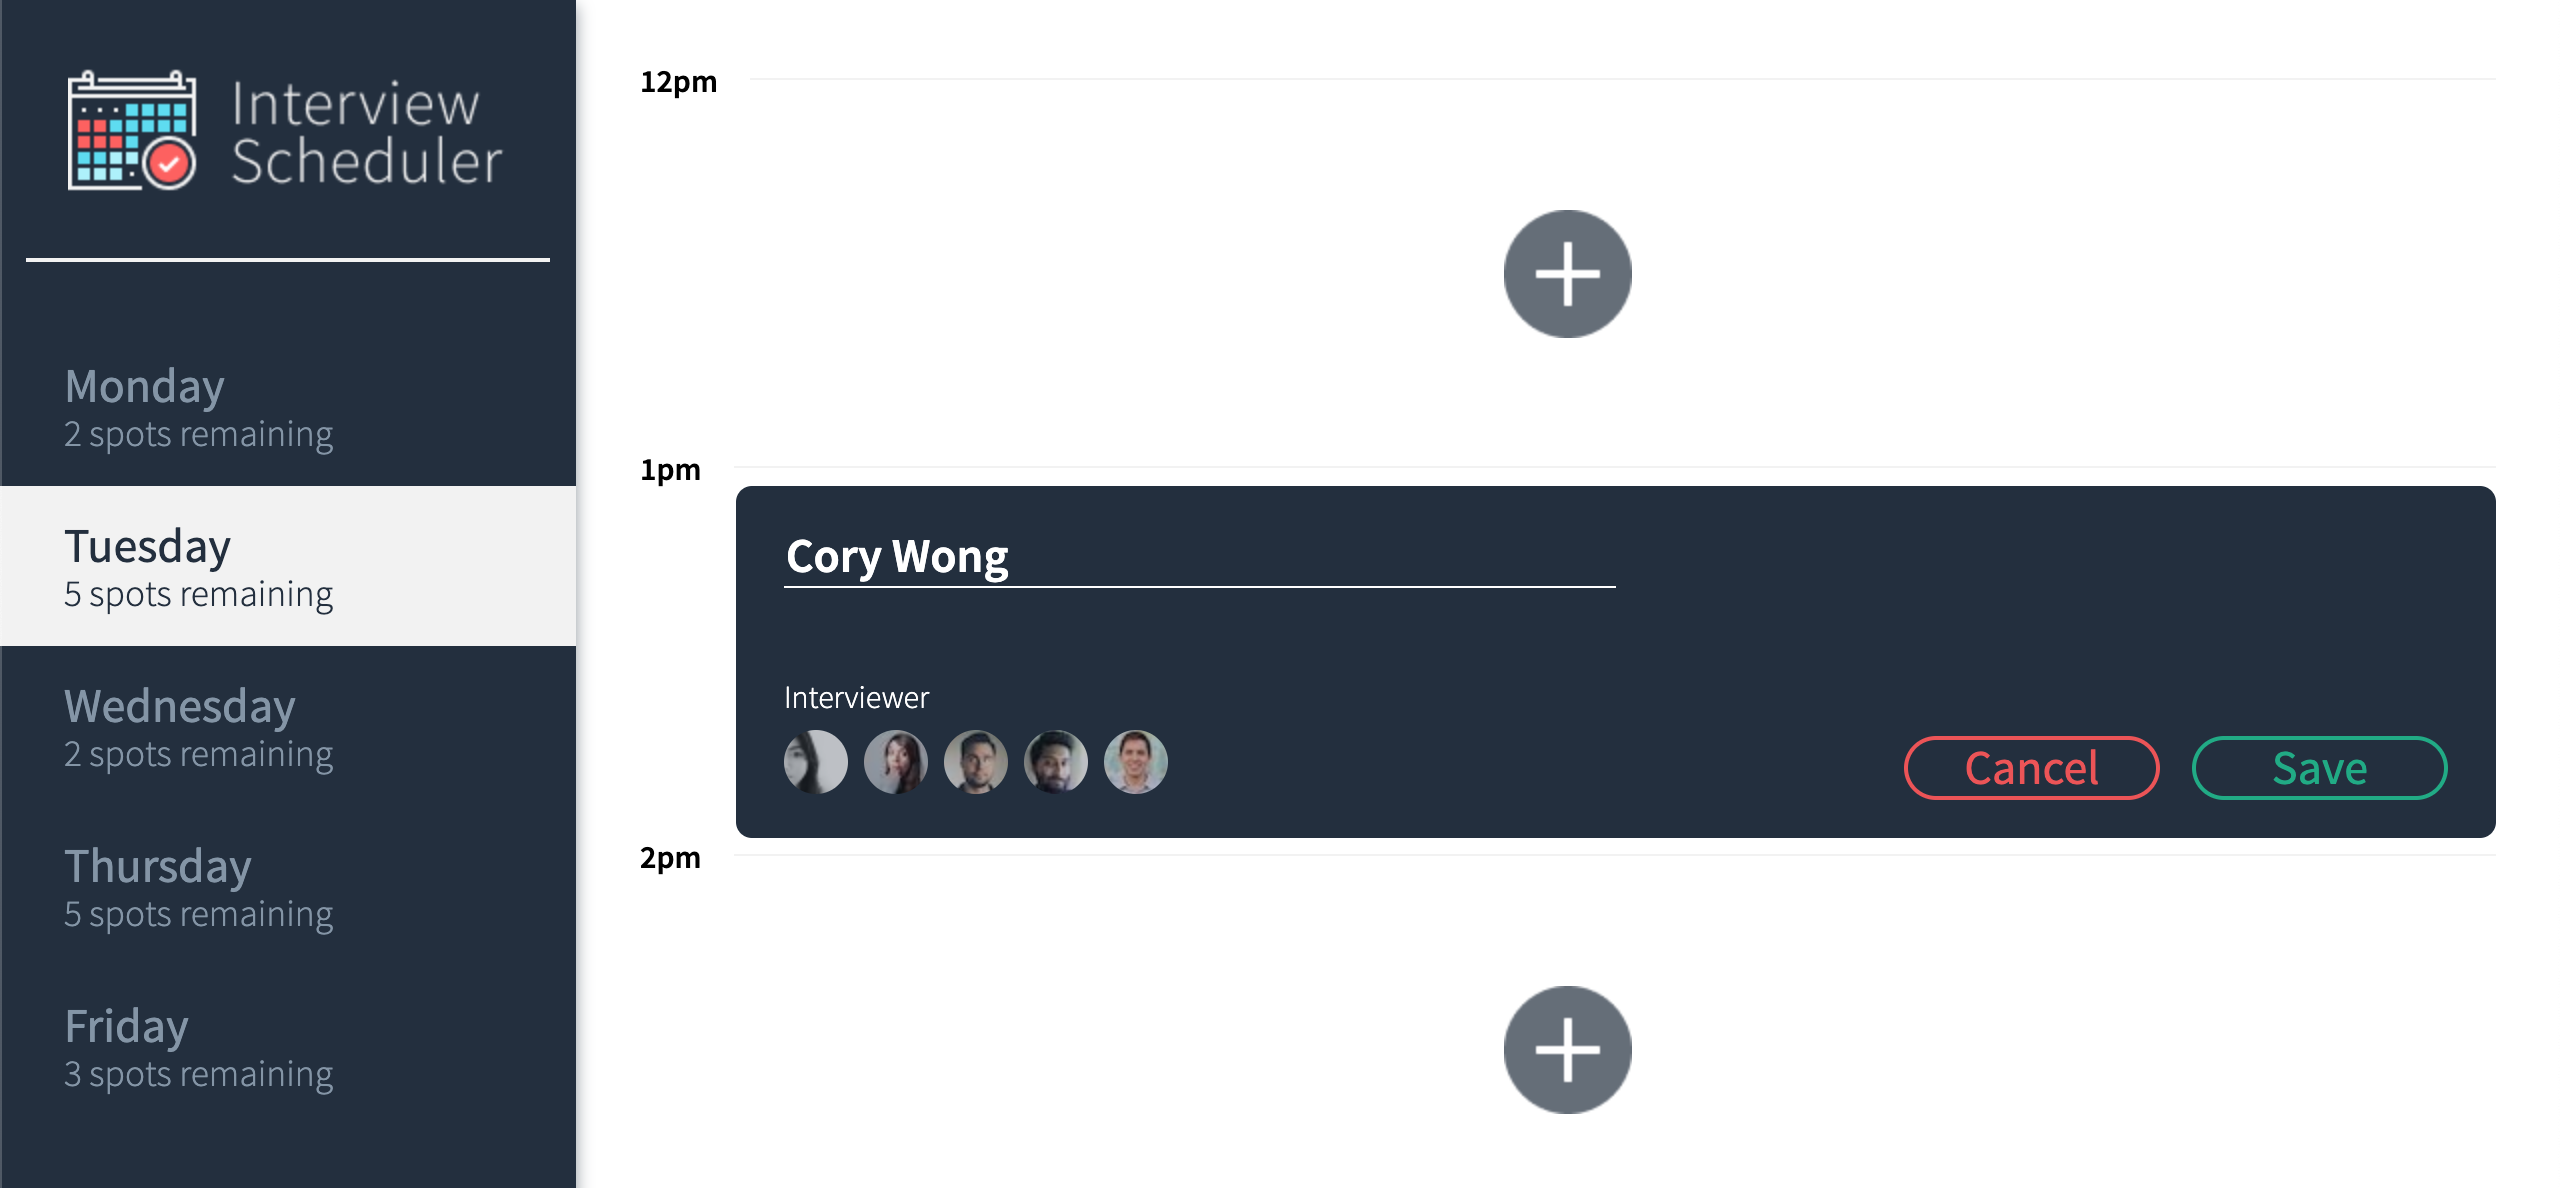 Interview
Scheduler
Monday
2 spots remaining
Tuesday
5 spots remaining
Wednesday
2 spots remaining
Thursday
5 spots remaining
Friday
3 spots remaining
12pm
1pm
Cory Wong
Interviewer
Cancel Save
2pm